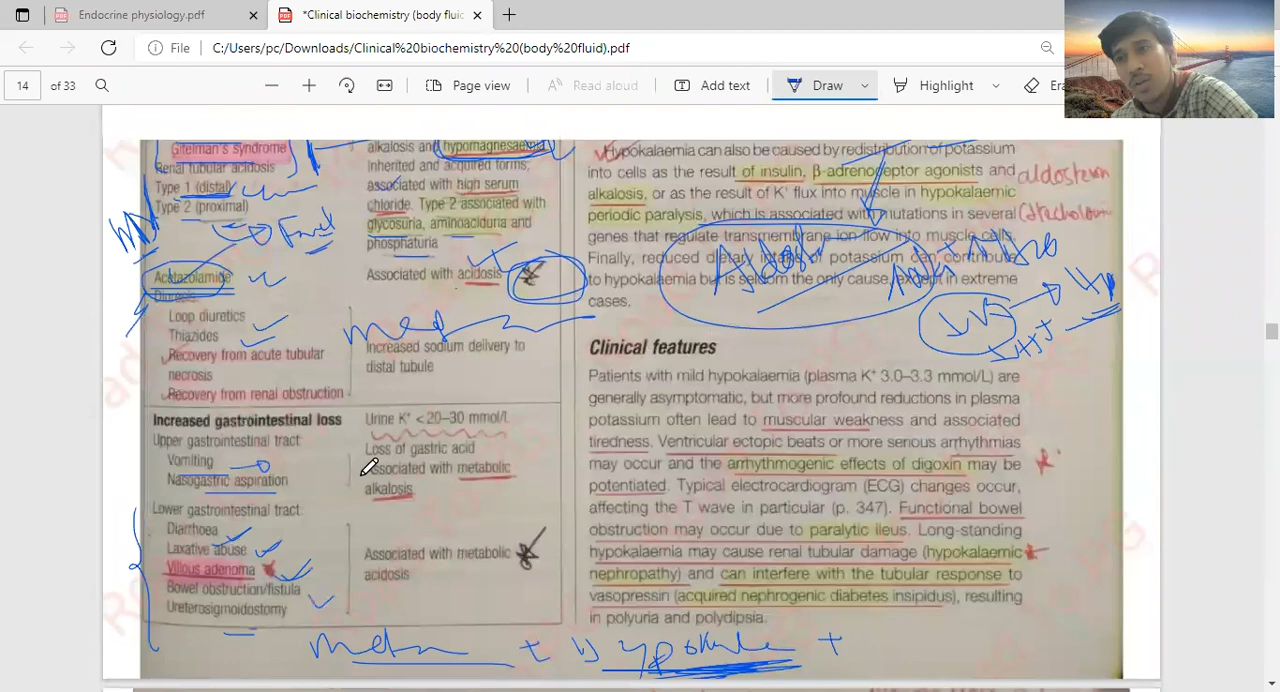 Endocrine physiology.pdf
*Clinical biochemistry (body fluid
File
C:/Users/pc/Downloads/Clinical%20biochemistry%20(body%20fluid).pdf
14 of 33
Page view
Read aloud
Add text
Draw
Highlight
Era
Gitelman's syndrome
Renal tubular acidosis
Type 1 (distal)
Type 2 (proximal)
Acetazolamide
Diuretics
Loop diuretics
Thiazides
Recovery from acute tubular
necrosis
Recovery from renal obstruction
alkalosis and hypomagnesaemia
Inherited and acquired forms;
associated with high serum
chloride. Type 2 associated with
glycosuria, aminoaciduria and
phosphaturia
Associated with acidosis
Increased sodium delivery to
distal tubule
Increased gastrointestinal loss
Upper gastrointestinal tract
Vomiting
Nasogastric aspiration
Lower gastrointestinal tract
Diarrhoea
Laxative abuse
Villous adenoma
Bowel obstruction/fistula
Ureterosigmoidostomy
Urine K+ <20–30 mmol/L
Loss of gastric acid
Associated with metabolic
alkalosis
Associated with metabolic
acidosis
Hypokalaemia can also be caused by redistribution of potassium
into cells as the result of insulin, β-adrenoceptor agonists and
alkalosis, or as the result of K+ flux into muscle in hypokalaemic
periodic paralysis, which is associated with mutations in several
genes that regulate transmembrane ion flow into muscle cells.
Finally, reduced dietary intake of potassium can contribute
to hypokalaemia but is seldom the only cause, except in extreme
cases.
Clinical features
Patients with mild hypokalaemia (plasma K+ 3.0–3.3 mmol/L) are
generally asymptomatic, but more profound reductions in plasma
potassium often lead to muscular weakness and associated
tiredness. Ventricular ectopic beats or more serious arrhythmias
may occur and the arrhythmogenic effects of digoxin may be
potentiated. Typical electrocardiogram (ECG) changes occur,
affecting the T wave in particular (p. 347). Functional bowel
obstruction may occur due to paralytic ileus. Long-standing
hypokalaemia may cause renal tubular damage (hypokalaemic
nephropathy) and can interfere with the tubular response to
vasopressin (acquired nephrogenic diabetes insipidus), resulting
in polyuria and polydipsia.